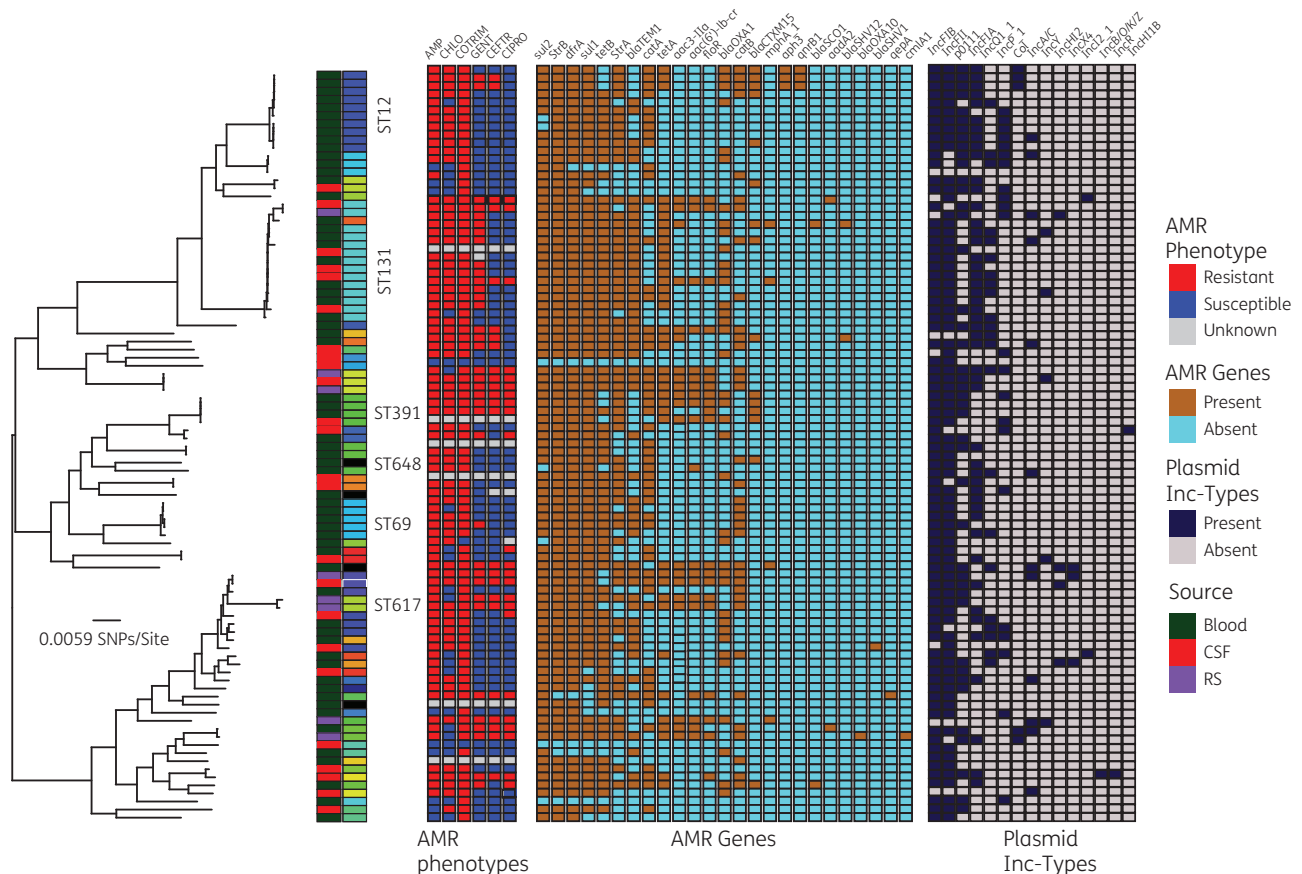 AMP
CHLO
COTRIM
GENT
CEFTR
CIPRO
sul2
StrB
dfrA
sul1
tetB
StrA
blaTEM1
catA
tetA
aac3-IIa
aac(6')-Ib-cr
floR
blaOXA1
catB
blaCTXM15
mphA_1
aph3
qnrB1
blaSCO1
aadA2
blaSHV12
blaOXA10
blaSHV1
qepA
cmlA1
IncFIB
IncFII
p0111
IncFIA
IncQ1_1
IncP_1
Col
IncA/C
IncY
IncHI2
IncX4
IncI2_1
IncB/O/K/Z
IncR
IncHI1B
ST12
ST131
ST391
ST648
ST69
ST617
0.0059 SNPs/Site
AMR
phenotypes
AMR Genes
Plasmid
Inc-Types
AMR
Phenotype
Resistant
Susceptible
Unknown
AMR Genes
Present
Absent
Plasmid
Inc-Types
Present
Absent
Source
Blood
CSF
RS